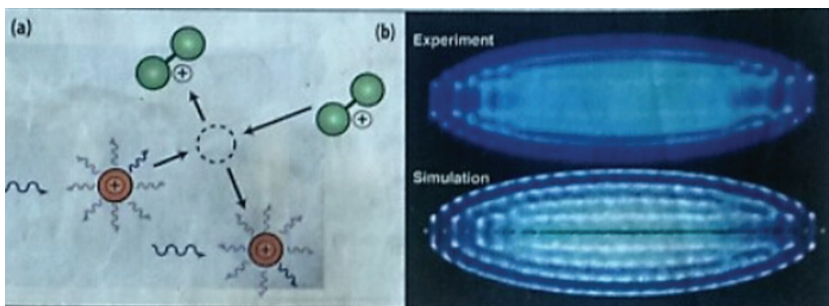 (a)
(b)
Experiment
Simulation
+
+
+
+